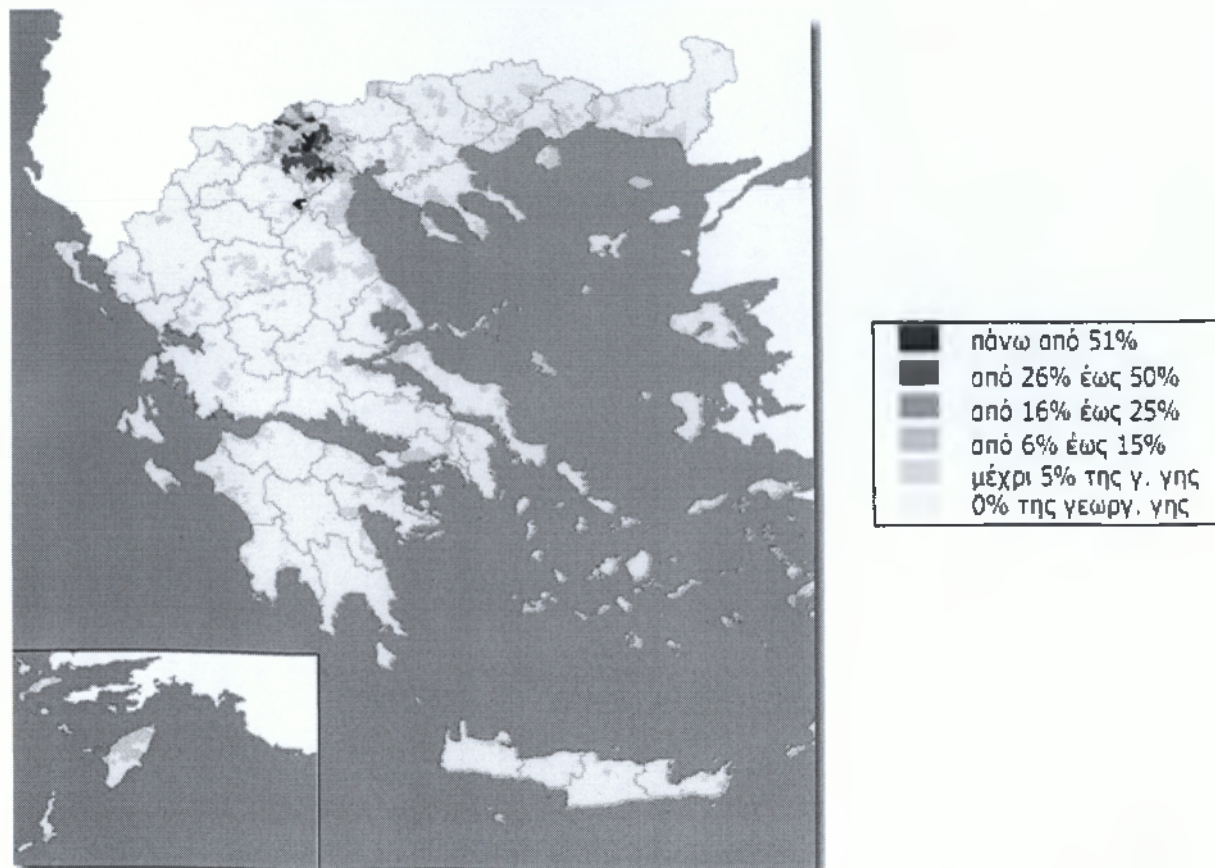 πάνω από 51%
από 26% έως 50%
από 16% έως 25%
από 6% έως 15%
μέχρι 5% της γ. γης
0% της γεωργ. γης